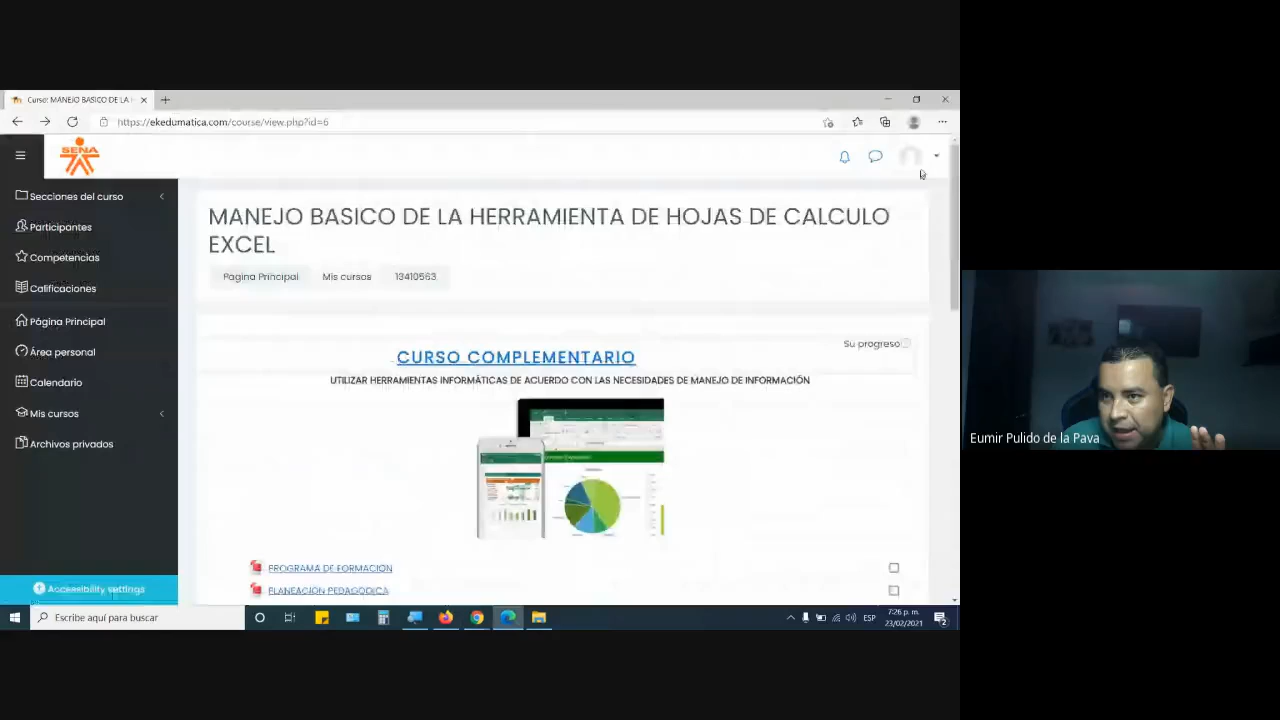 Curso: MANEJO BASICO DE LA H
https://ekedumatica.com/course/view.php?id=6
SENA
Secciones del curso
Participantes
Competencias
Calificaciones
Página Principal
Área personal
Calendario
Mis cursos
Archivos privados
Accessibility settings
MANEJO BASICO DE LA HERRAMIENTA DE HOJAS DE CALCULO
EXCEL
Pagina Principal
Mis cursos
13410563
Su progreso
CURSO COMPLEMENTARIO
UTILIZAR HERRAMIENTAS INFORMÁTICAS DE ACUERDO CON LAS NECESIDADES DE MANEJO DE INFORMACIÓN
PROGRAMA DE FORMACION
PLANEACION PEDAGOGICA
Escribe aquí para buscar
ESP
7:26 p. m.
23/02/2021
2
Eumir Pulido de la Pava